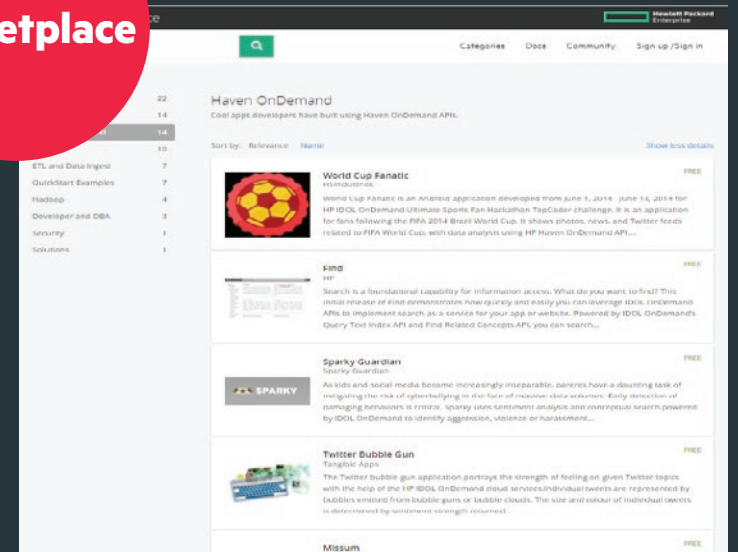 etplace
ce
Hewlett Packard
Enterprise
Categories Docs Community Sign up /Sign in
22
14
14
10
ETL and Data Ingest 7
QuickStart Examples 7
Hadoop 4
Developer and DBA 3
Security 1
Solutions 1
Haven OnDemand
Cool apps developers have built using Haven OnDemand APIs.
Sort by: Relevance Name Show less details
World Cup Fanatic FREE
HSIndustries
World Cup Fanatic is an Android application developed from June 1, 2014 - June 13, 2014 for
HP IDOL OnDemand Ultimate Sports Fan Hackathon TopCoder challenge. It is an application
for fans following the FIFA 2014 Brazil World Cup. It shows photos, news, and Twitter feeds
related to FIFA World Cup, with data analysis using HP Haven OnDemand API...
Find FREE
HP
Search is a foundational capability for information access. What do you want to find? This
initial release of Find demonstrates how quickly and easily you can leverage IDOL OnDemand
APIs to implement search as a service for your app or website. Powered by IDOL OnDemand's
Query Text Index API and Find Related Concepts API, you can search...
Sparky Guardian FREE
Sparky Guardian
SPARKY
As kids and social media become increasingly inseparable, parents have a daunting task of
mitigating the risk of cyberbullying in the face of massive data volumes. Early detection of
damaging behaviors is critical. Sparky uses sentiment analysis and conceptual search powered
by IDOL OnDemand to identify aggression, violence or harassment...
Twitter Bubble Gun FREE
Tangible Apps
The Twitter bubble gun application portrays the strength of feeling on given Twitter topics
with the help of the HP IDOL OnDemand cloud services.Individual tweets are represented by
bubbles emitted from bubble guns or bubble clouds. The size and colour of individual tweets
is determined by sentiment strength returned.
Missum FREE